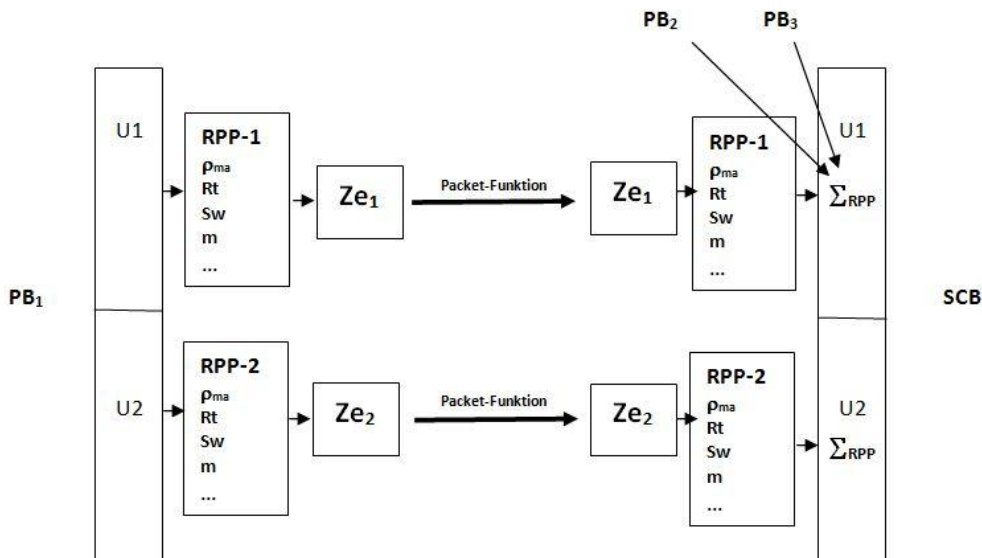 PB₂
PB₃
U1
RPP-1
ρma
Rt
Sw
m
...
Ze₁
Packet-Funktion
Ze₁
RPP-1
ρma
Rt
Sw
m
...
U1
ΣRPP
PB₁
SCB
U2
RPP-2
ρma
Rt
Sw
m
...
Ze₂
Packet-Funktion
Ze₂
RPP-2
ρma
Rt
Sw
m
...
U2
ΣRPP